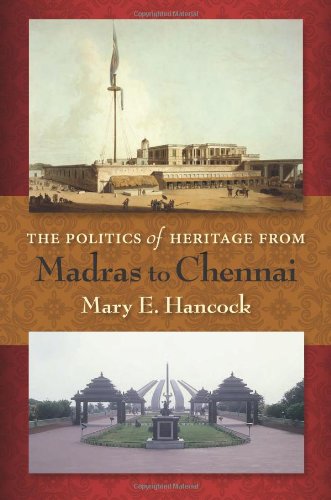 THE POLITICS of HERITAGE FROM
Madras to Chennai
Mary E. Hancock